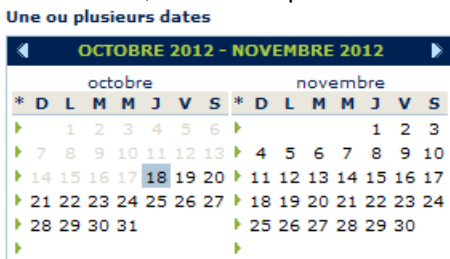 Une ou plusieurs dates
OCTOBRE 2012 - NOVEMBRE 2012
octobre novembre
* D L M M J V S * D L M M J V S
1 2 3 4 5 6 1 2 3
7 8 9 10 11 12 13 4 5 6 7 8 9 10
14 15 16 17 18 19 20 11 12 13 14 15 16 17
21 22 23 24 25 26 27 18 19 20 21 22 23 24
28 29 30 31 25 26 27 28 29 30